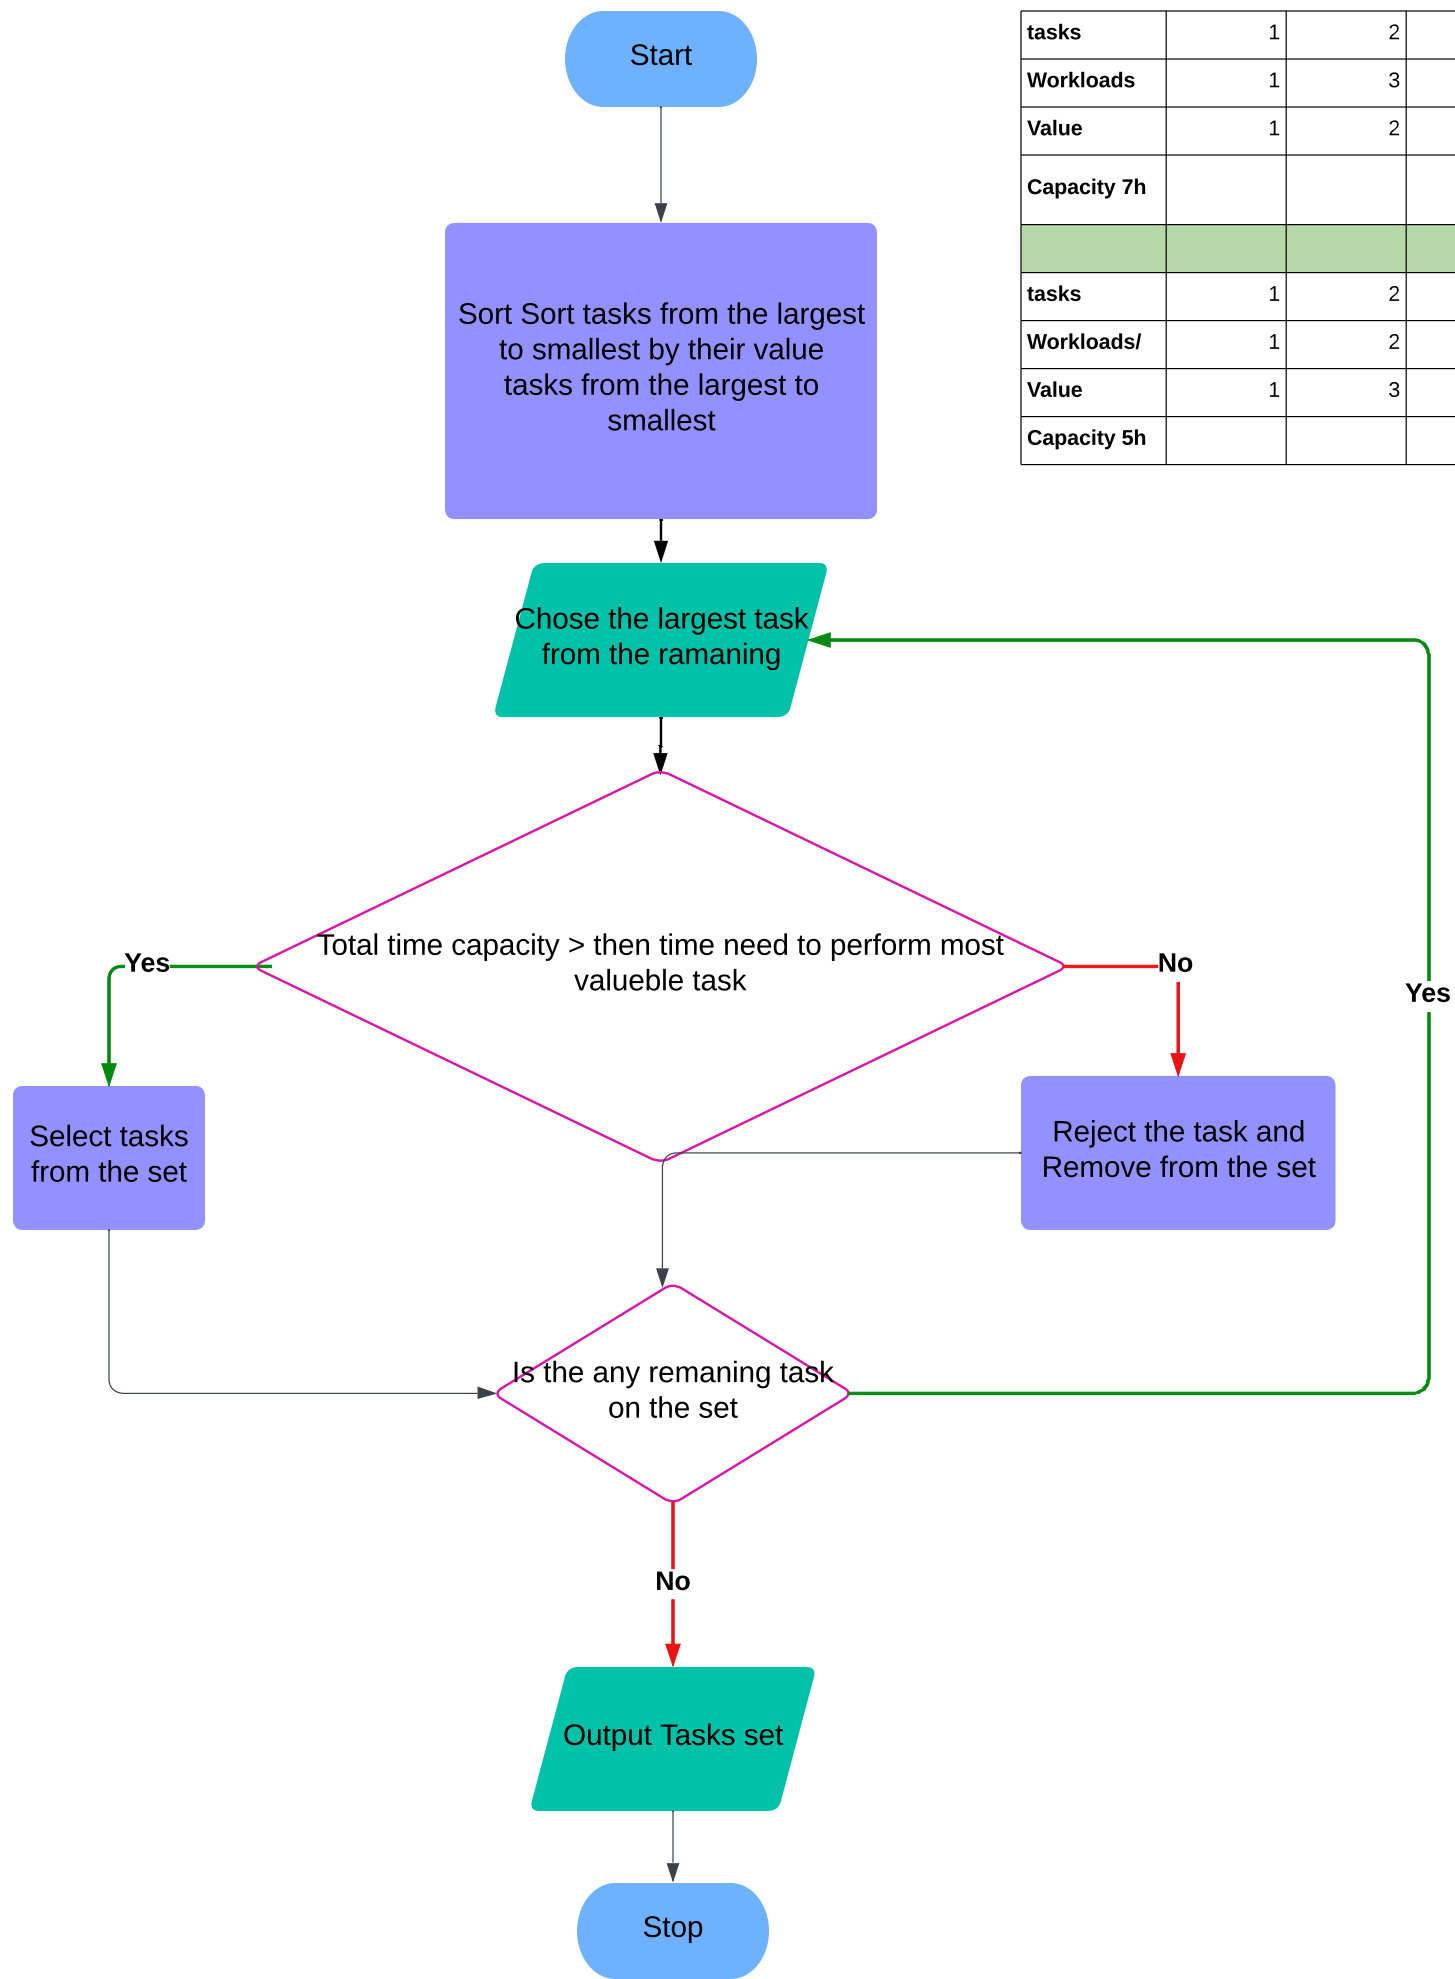 Start
tasks 1 2
Workloads 1 3
Value 1 2
Capacity 7h
tasks 1 2
Workloads/ 1 2
Value 1 3
Capacity 5h
Sort Sort tasks from the largest
to smallest by their value
tasks from the largest to
smallest
Chose the largest task
from the ramaning
Total time capacity > then time need to perform most
valueble task
Yes
No
Yes
Select tasks
from the set
Reject the task and
Remove from the set
Is the any remaning task
on the set
No
Output Tasks set
Stop